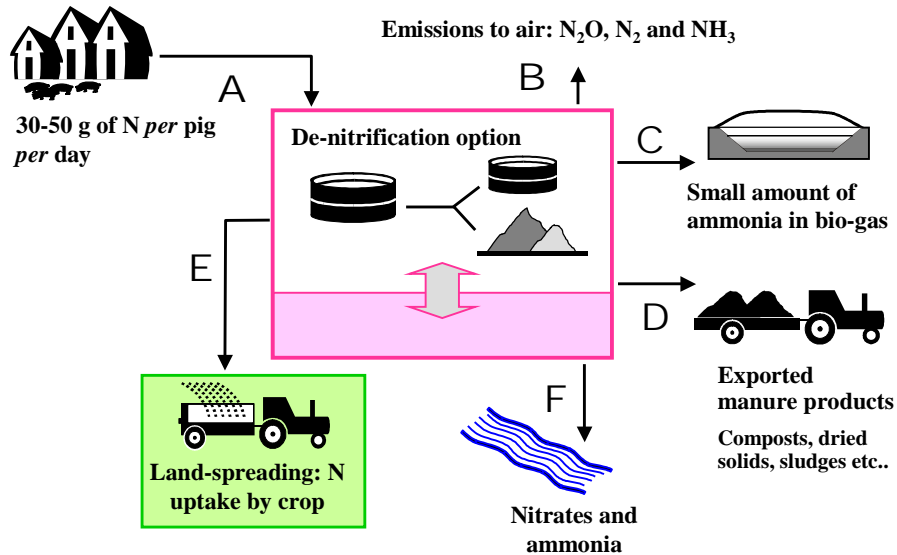 Emissions to air: N₂O, N₂ and NH₃
A
B
30-50 g of N per pig
per day
De-nitrification option
C
Small amount of
ammonia in bio-gas
E
D
Exported
manure products
Composts, dried
solids, sludges etc..
F
Land-spreading: N
uptake by crop
Nitrates and
ammonia